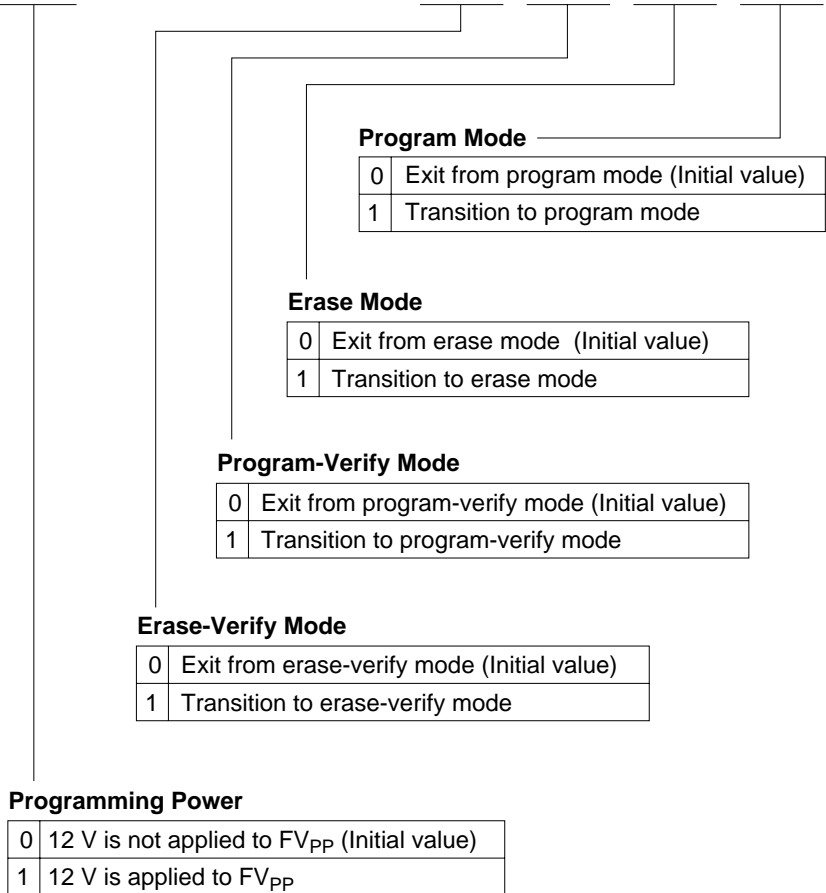 Program Mode
0 Exit from program mode (Initial value)
1 Transition to program mode
Erase Mode
0 Exit from erase mode (Initial value)
1 Transition to erase mode
Program-Verify Mode
0 Exit from program-verify mode (Initial value)
1 Transition to program-verify mode
Erase-Verify Mode
0 Exit from erase-verify mode (Initial value)
1 Transition to erase-verify mode
Programming Power
0 12 V is not applied to FVPP (Initial value)
1 12 V is applied to FVPP